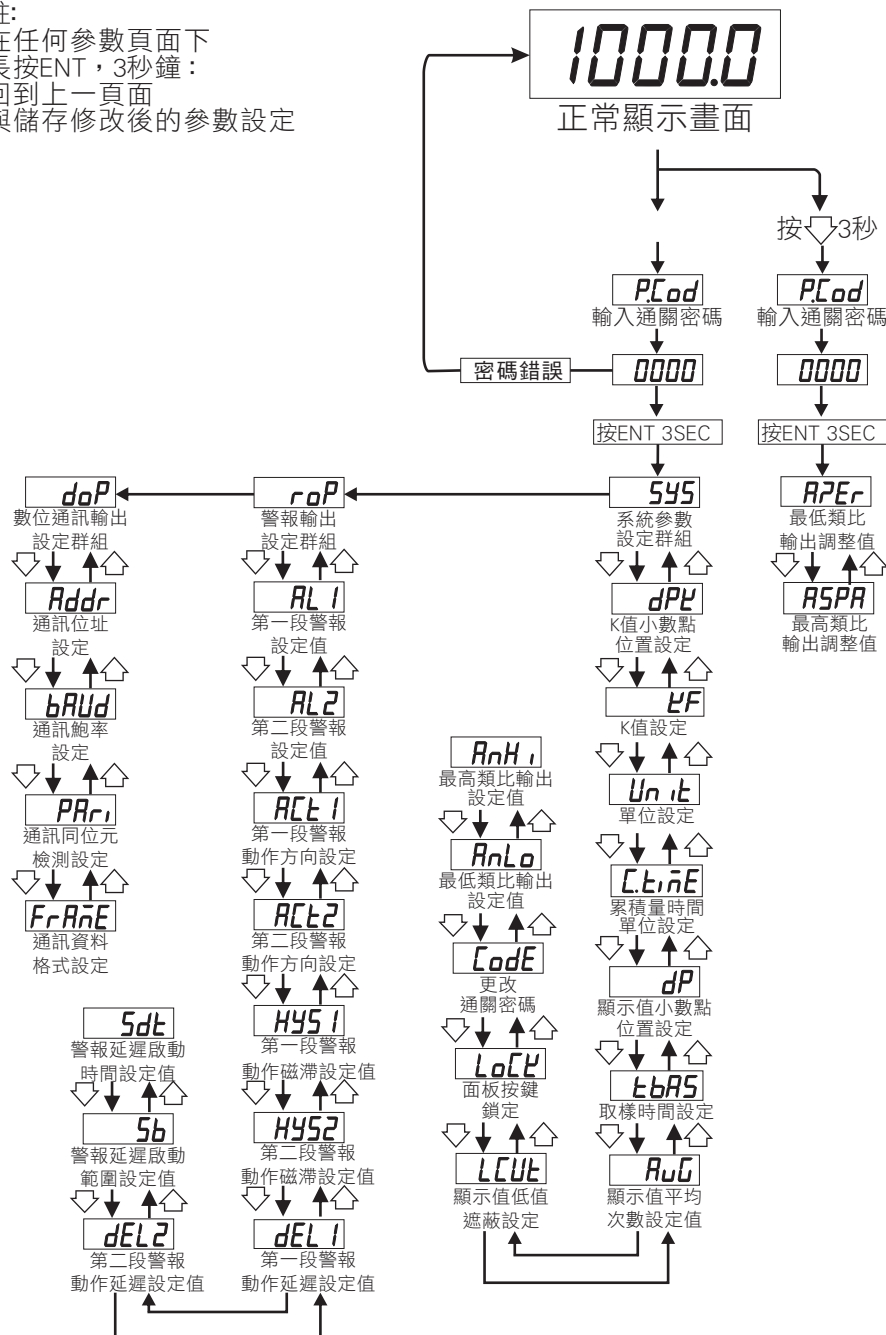 註:
在任何參數頁面下
長按ENT，3秒鐘：
回到上一頁面
與儲存修改後的參數設定
1000.0
正常顯示畫面
按 3秒
P.Cod
輸入通關密碼
P.Cod
輸入通關密碼
密碼錯誤
0000
0000
按ENT 3SEC
按ENT 3SEC
doP
數位通訊輸出
設定群組
roP
警報輸出
設定群組
SYS
系統參數
設定群組
最低類比
輸出調整值
ASPA
最高類比
輸出調整值
Addr
通訊位址
設定
bAUd
通訊鮑率
設定
PAri
通訊同位元
檢測設定
FrAmE
通訊資料
格式設定
AL1
第一段警報
設定值
AL2
第二段警報
設定值
ACt1
第一段警報
動作方向設定
ACt2
第二段警報
動作方向設定
HYS1
第一段警報
動作磁滯設定值
HYS2
第二段警報
動作磁滯設定值
dEL1
第一段警報
動作延遲設定值
Sdt
警報延遲啟動
時間設定值
Sb
警報延遲啟動
範圍設定值
dEL2
第二段警報
動作延遲設定值
dPK
K值小數點
位置設定
KF
K值設定
Unit
單位設定
C.timE
累積量時間
單位設定
dP
顯示值小數點
位置設定
tbAS
取樣時間設定
AvG
顯示值平均
次數設定值
AnHi
最高類比輸出
設定值
AnLo
最低類比輸出
設定值
CodE
更改
通關密碼
LoCK
面板按鍵
鎖定
LCUt
顯示值低值
遮蔽設定